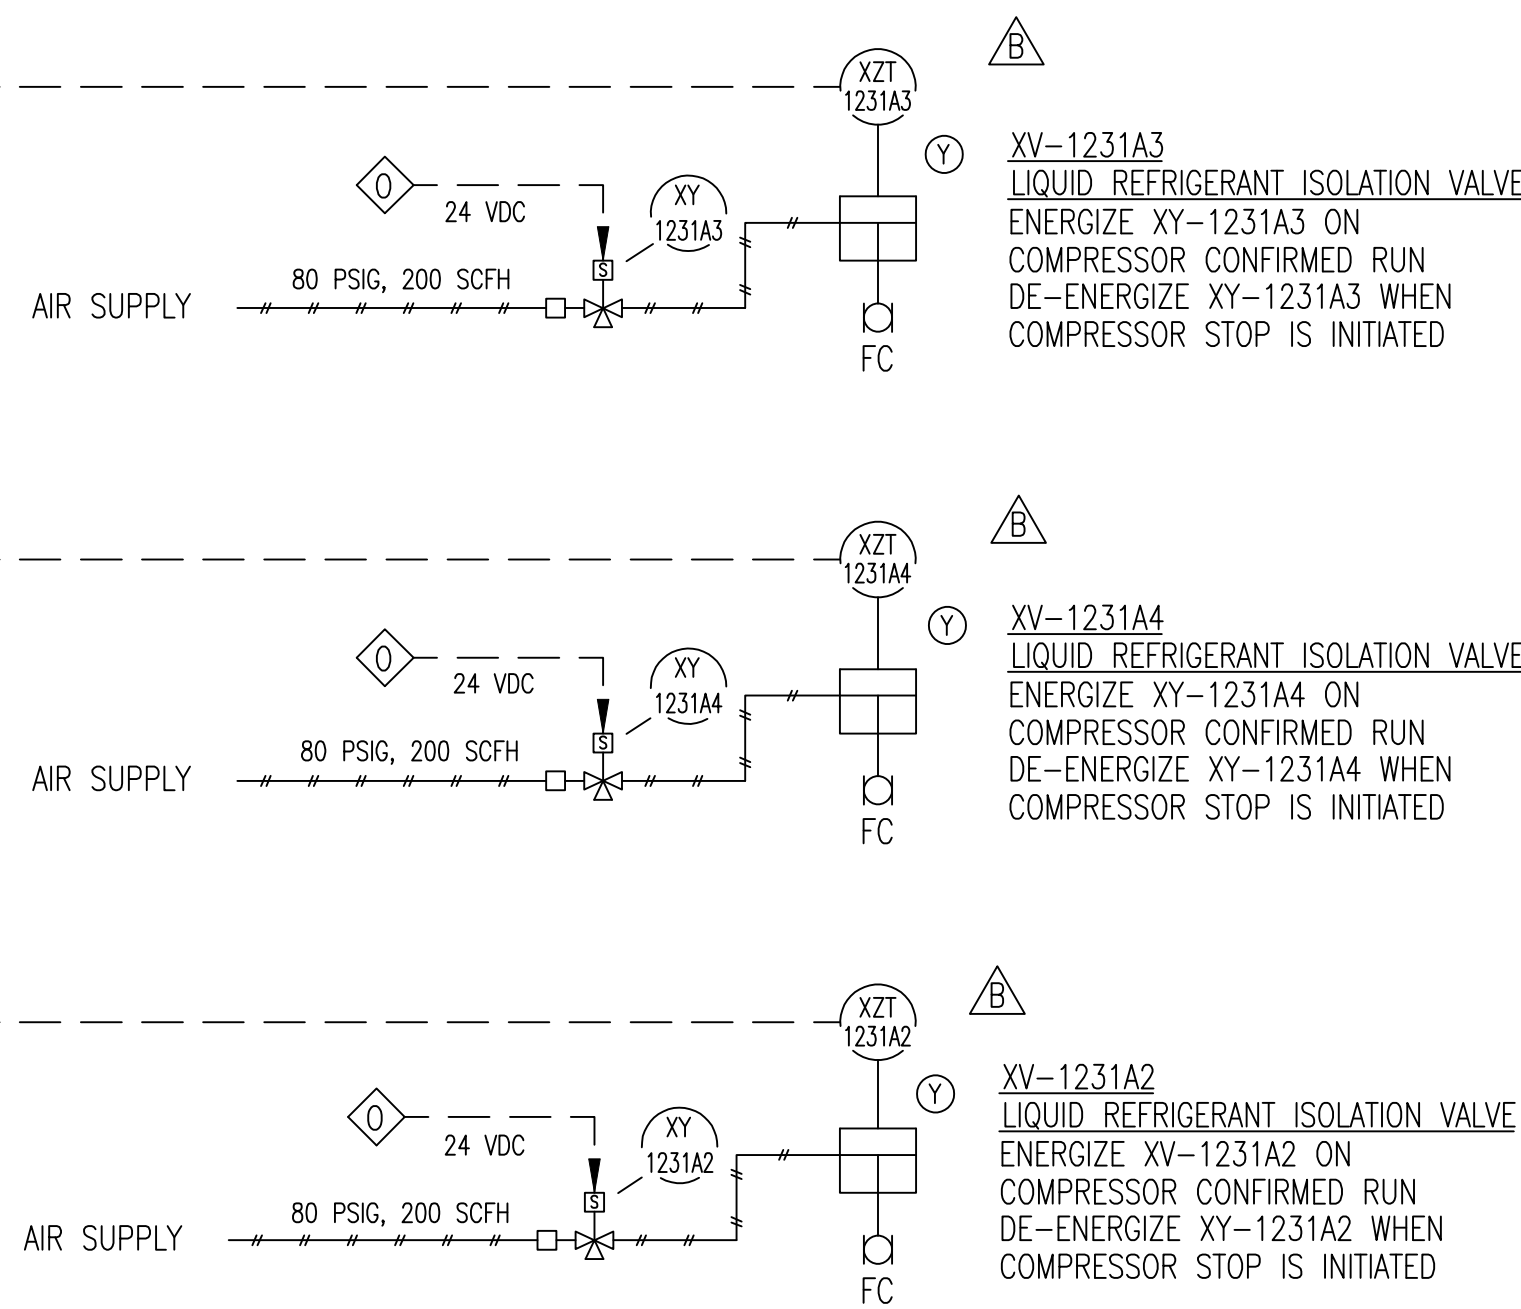 B
XZT
1231A3
Y
XV-1231A3
LIQUID REFRIGERANT ISOLATION VALVE
ENERGIZE XY-1231A3 ON
COMPRESSOR CONFIRMED RUN
DE-ENERGIZE XY-1231A3 WHEN
COMPRESSOR STOP IS INITIATED
O
24 VDC
XY
1231A3
S
80 PSIG, 200 SCFH
AIR SUPPLY
FC
B
XZT
1231A4
Y
XV-1231A4
LIQUID REFRIGERANT ISOLATION VALVE
ENERGIZE XY-1231A4 ON
COMPRESSOR CONFIRMED RUN
DE-ENERGIZE XY-1231A4 WHEN
COMPRESSOR STOP IS INITIATED
O
24 VDC
XY
1231A4
S
80 PSIG, 200 SCFH
AIR SUPPLY
FC
B
XZT
1231A2
Y
XV-1231A2
LIQUID REFRIGERANT ISOLATION VALVE
ENERGIZE XV-1231A2 ON
COMPRESSOR CONFIRMED RUN
DE-ENERGIZE XY-1231A2 WHEN
COMPRESSOR STOP IS INITIATED
O
24 VDC
XY
1231A2
S
80 PSIG, 200 SCFH
AIR SUPPLY
FC